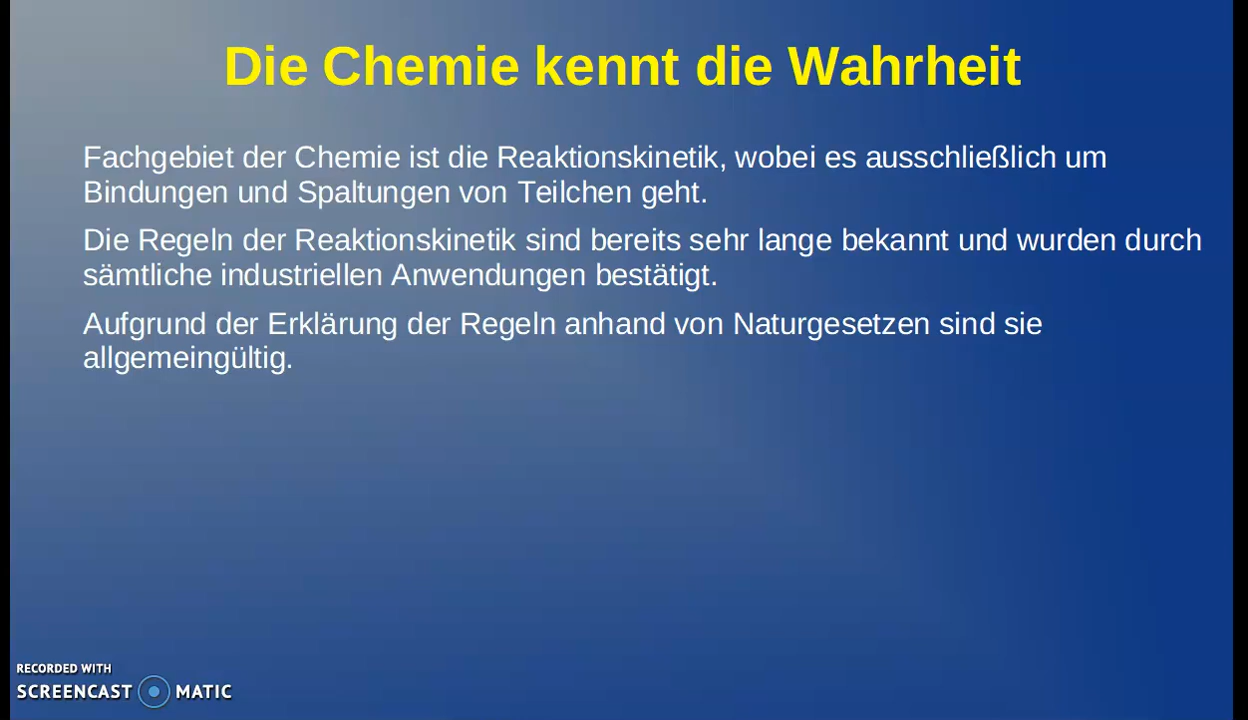 Die Chemie kennt die Wahrheit
Fachgebiet der Chemie ist die Reaktionskinetik, wobei es ausschließlich um
Bindungen und Spaltungen von Teilchen geht.
Die Regeln der Reaktionskinetik sind bereits sehr lange bekannt und wurden durch
sämtliche industriellen Anwendungen bestätigt.
Aufgrund der Erklärung der Regeln anhand von Naturgesetzen sind sie
allgemeingültig.
RECORDED WITH
SCREENCAST MATIC